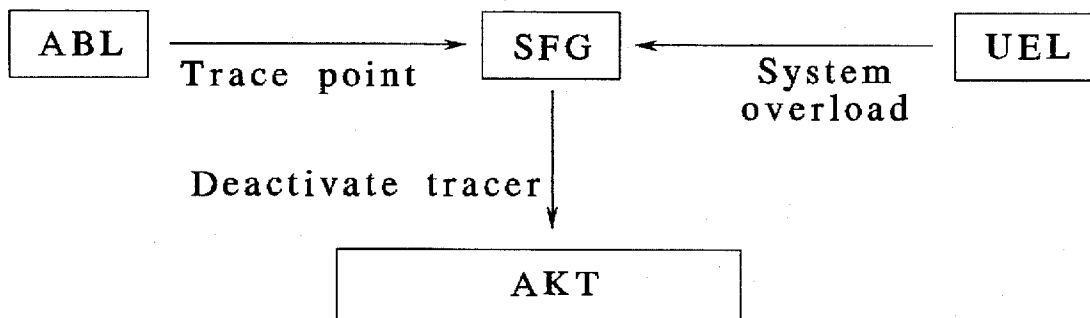 ABL
SFG
UEL
Trace point
System
overload
Deactivate tracer
AKT